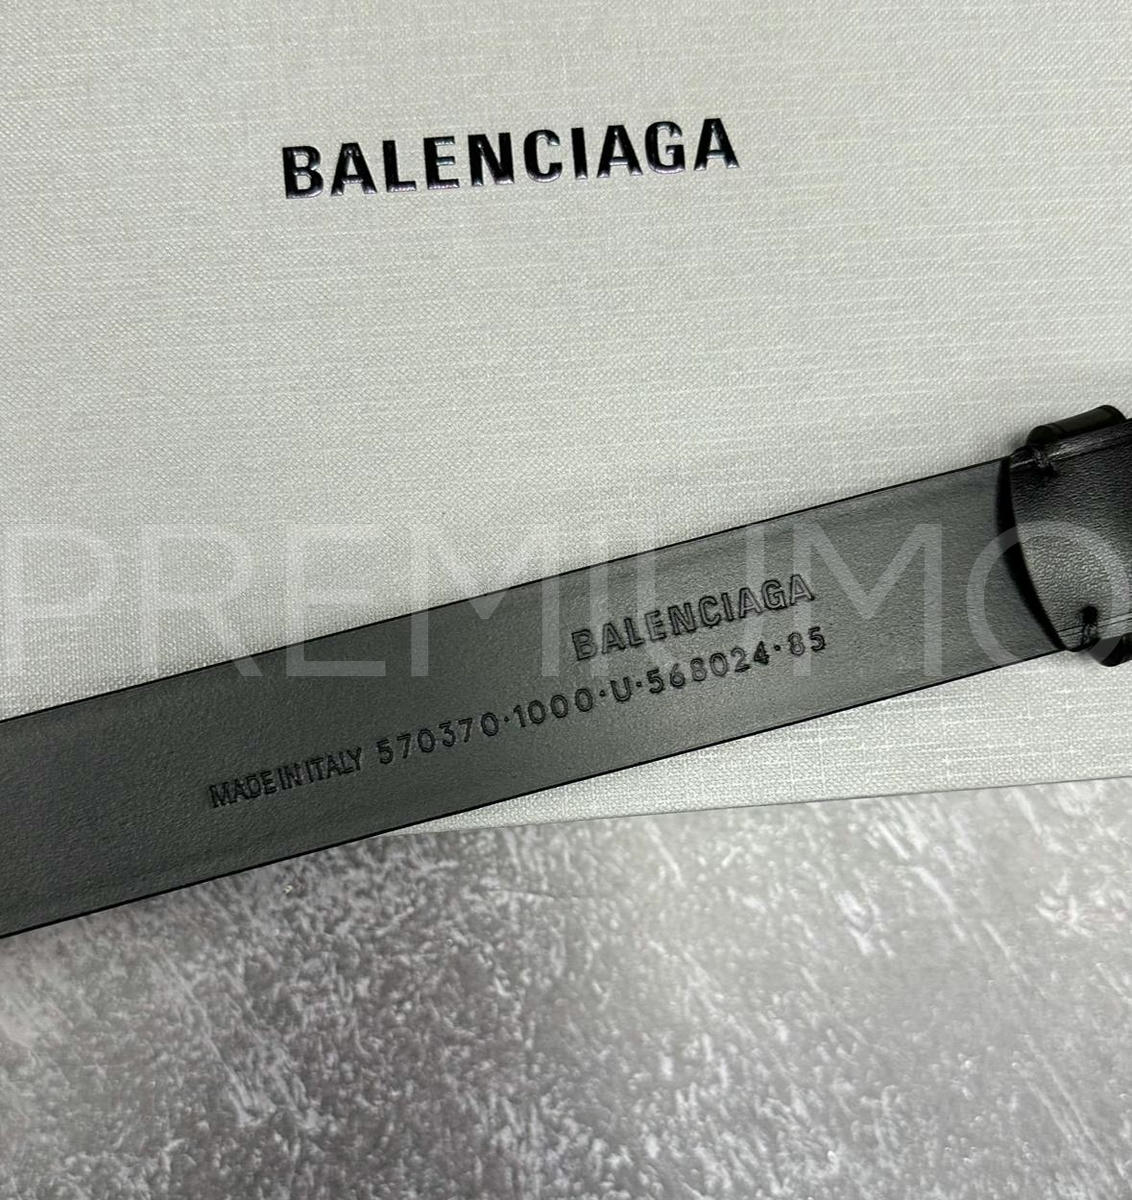 BALENCIAGA
PREMIUMO
BALENCIAGA
MADE IN ITALY 570370·1000·U·568024·85